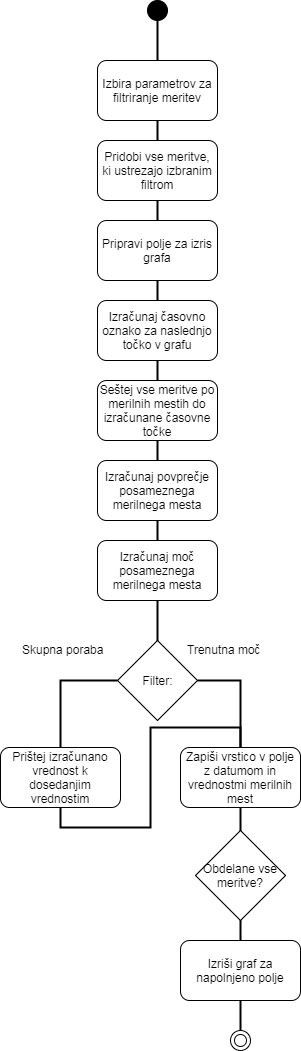 Izbira parametrov za
filtriranje meritev
Pridobi vse meritve,
ki ustrezajo izbranim
filtrom
Pripravi polje za izris
grafa
Izračunaj časovno
oznako za naslednjo
točko v grafu
Seštej vse meritve po
merilnih mestih do
izračunane časovne
točke
Izračunaj povprečje
posameznega
merilnega mesta
Izračunaj moč
posameznega
merilnega mesta
Skupna poraba
Trenutna moč
Filter:
Prištej izračunano
vrednost k
dosedanjim
vrednostim
Zapiši vrstico v polje
z datumom in
vrednostmi merilnih
mest
Obdelane vse
meritve?
Izriši graf za
napolnjeno polje